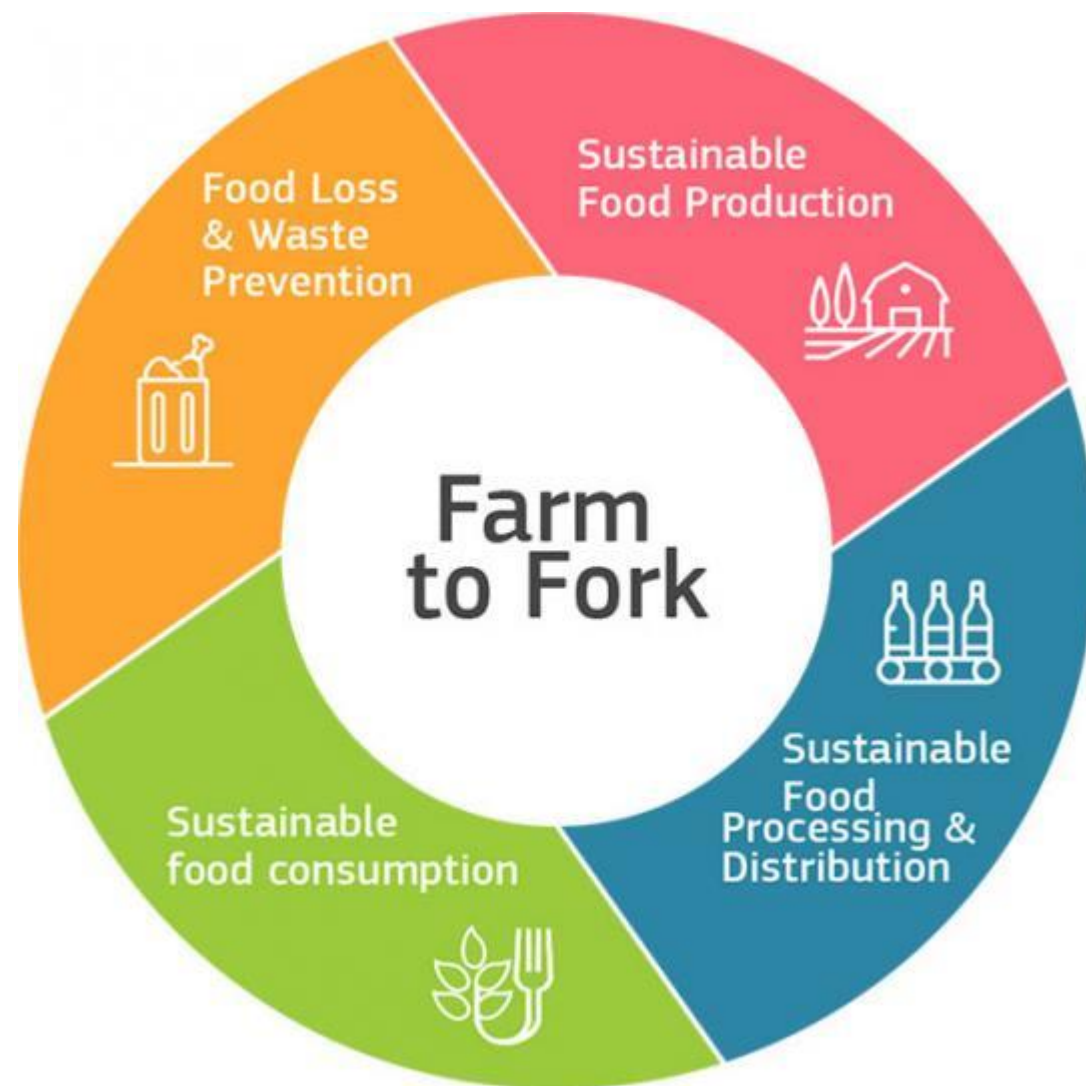 Farm
to Fork
Sustainable
Food Production
Sustainable
Food
Processing &
Distribution
Sustainable
food consumption
Food Loss
& Waste
Prevention